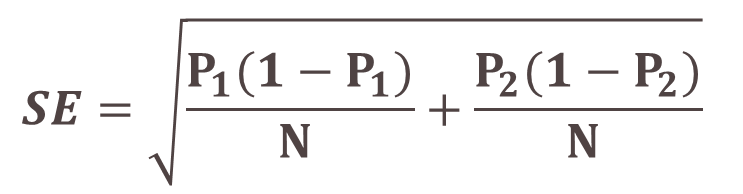 SE = √(P₁(1 − P₁)/N + P₂(1 − P₂)/N)